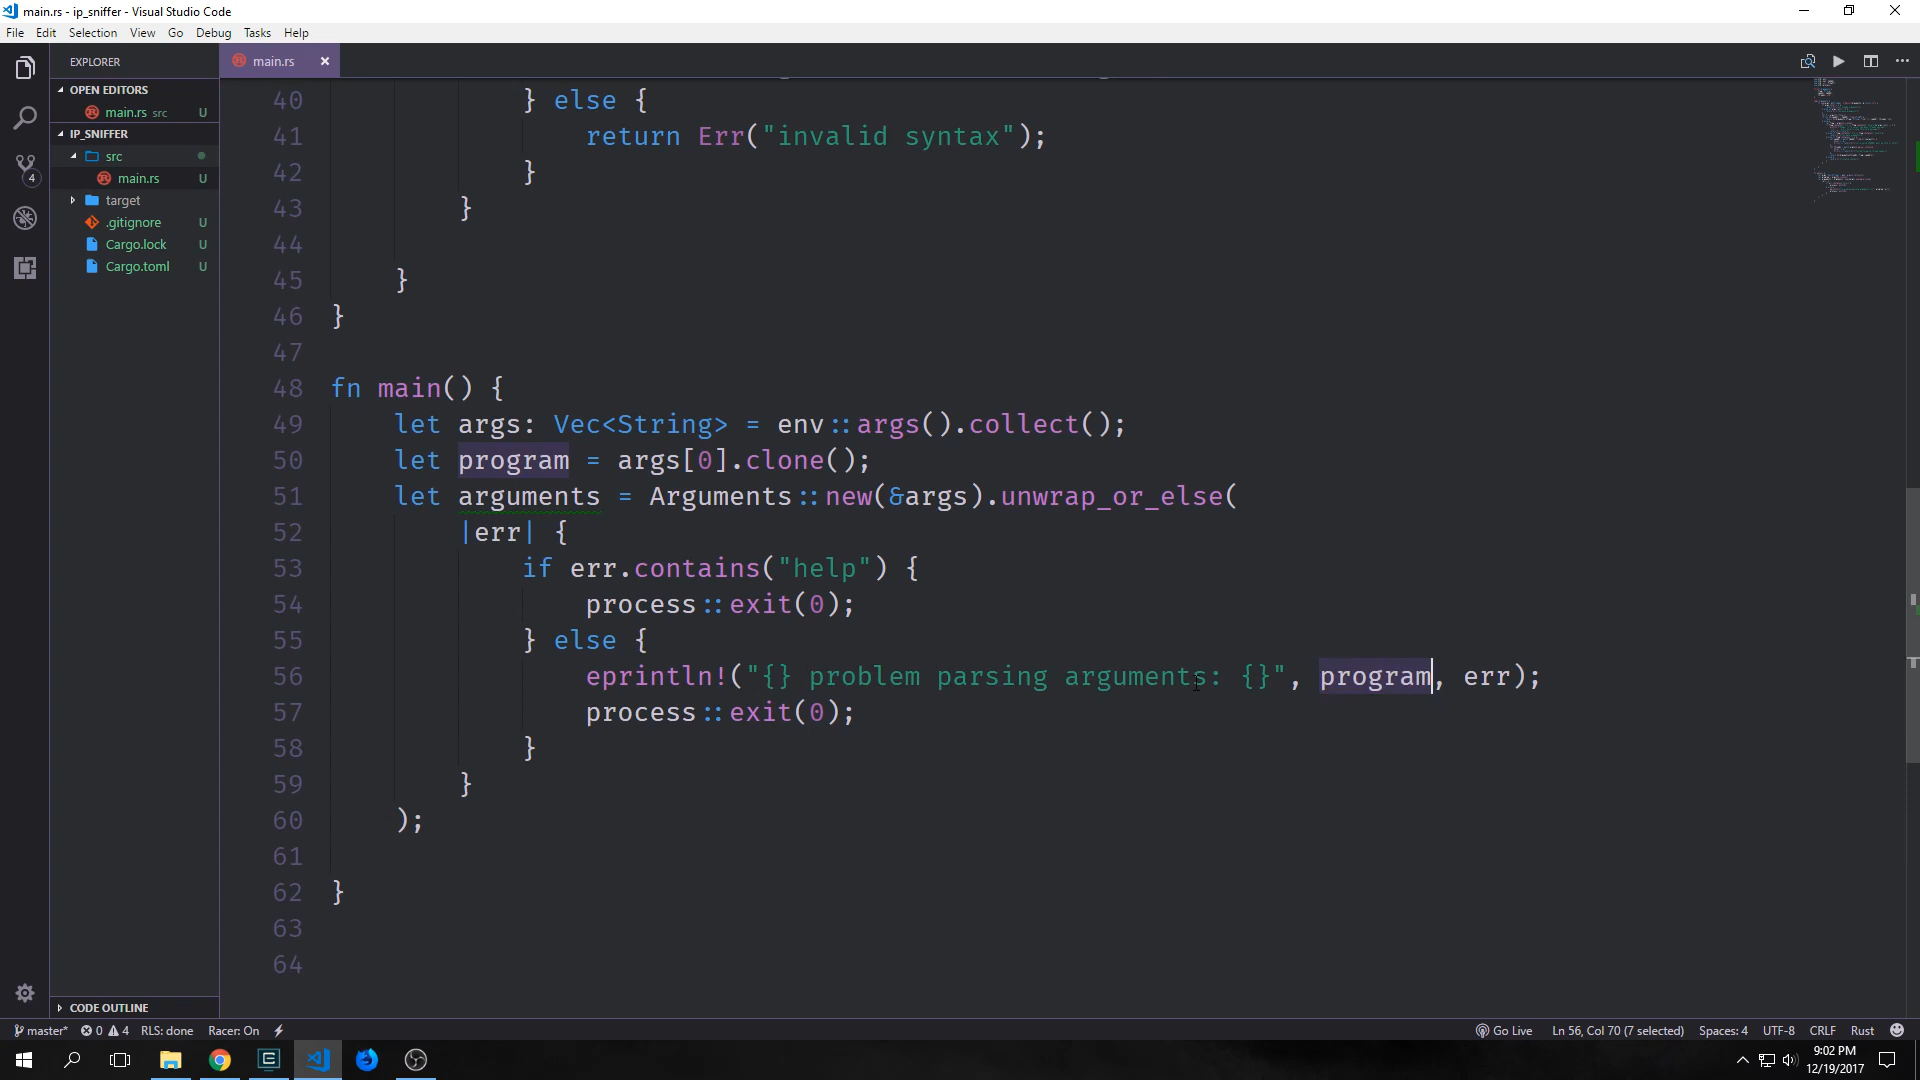 main.rs - ip_sniffer - Visual Studio Code
File Edit Selection View Go Debug Tasks Help
EXPLORER
main.rs
OPEN EDITORS
main.rs src U
IP_SNIFFER
src
main.rs U
target
.gitignore U
Cargo.lock U
Cargo.toml U
4
CODE OUTLINE
40 } else {
41 return Err("invalid syntax");
42 }
43 }
44
45 }
46 }
47
48 fn main() {
49 let args: Vec<String> = env::args().collect();
50 let program = args[0].clone();
51 let arguments = Arguments::new(&args).unwrap_or_else(
52 |err| {
53 if err.contains("help") {
54 process::exit(0);
55 } else {
56 eprintln!("{} problem parsing arguments: {}", program, err);
57 process::exit(0);
58 }
59 }
60 );
61
62 }
63
64
master* 0 4 RLS: done Racer: On Go Live Ln 56, Col 70 (7 selected) Spaces: 4 UTF-8 CRLF Rust
9:02 PM
12/19/2017